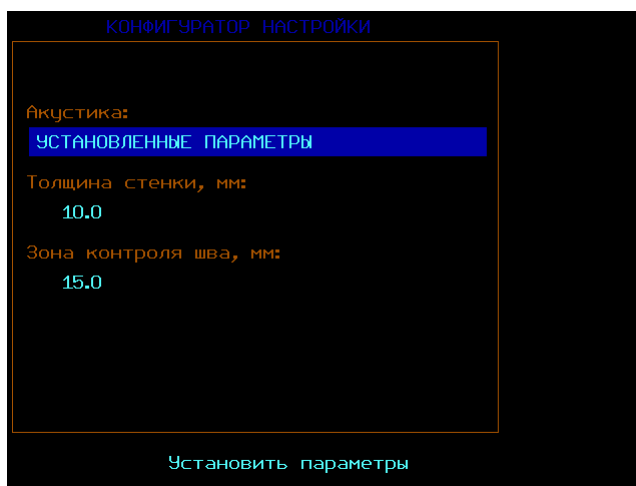 КОНФИГУРАТОР НАСТРОЙКИ
Акустика:
УСТАНОВЛЕННЫЕ ПАРАМЕТРЫ
Толщина стенки, мм:
10.0
Зона контроля шва, мм:
15.0
Установить параметры